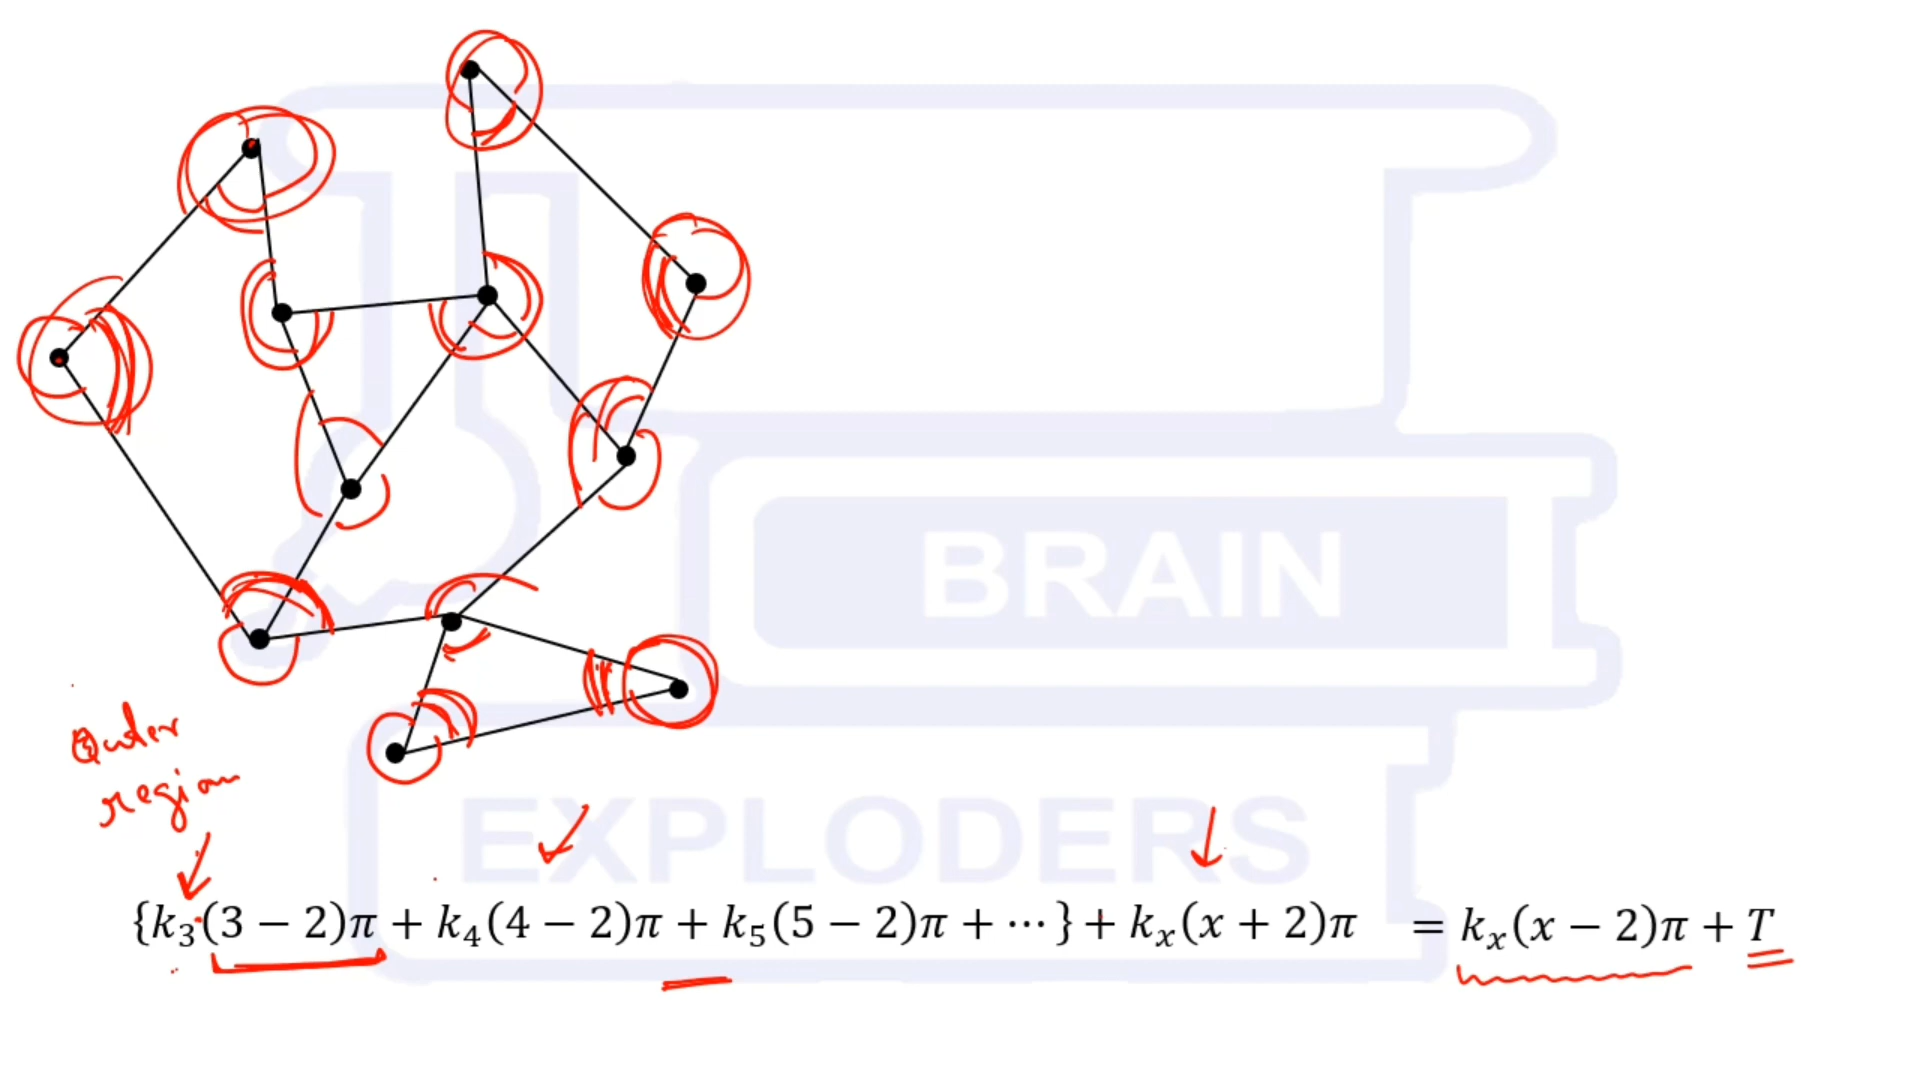 BRAIN
Outer
region
EXPLODERS
{k₃(3 − 2)π + k₄(4 − 2)π + k₅(5 − 2)π + ⋯ } + kₓ(x + 2)π = kₓ(x − 2)π + T